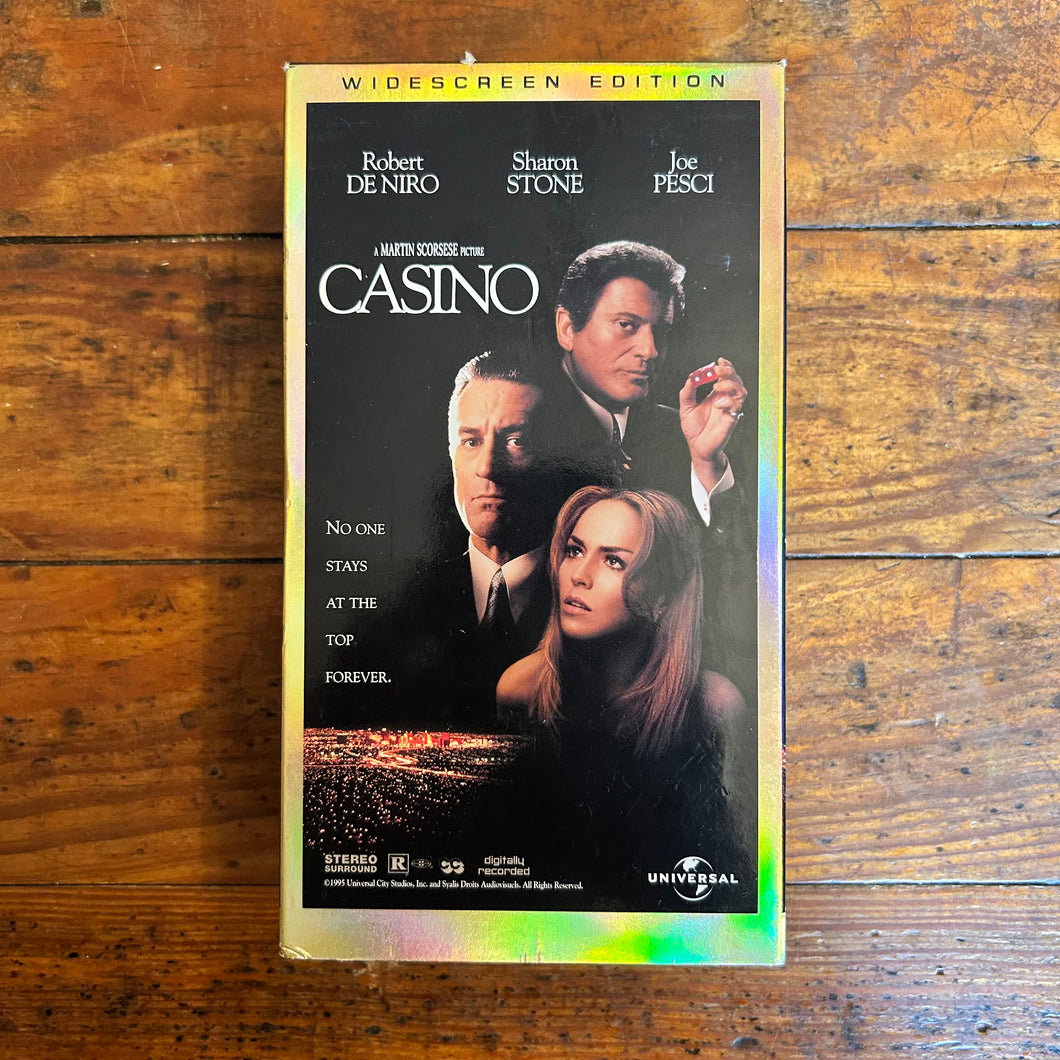 WIDESCREEN EDITION
Robert
DE NIRO
Sharon
STONE
Joe
PESCI
A MARTIN SCORSESE PICTURE
CASINO
NO ONE
STAYS
AT THE
TOP
FOREVER.
STEREO
SURROUND
R
CC
digitally
recorded
©1995 Universal City Studios, Inc. and Syalis Droits Audiovisuels. All Rights Reserved.
UNIVERSAL